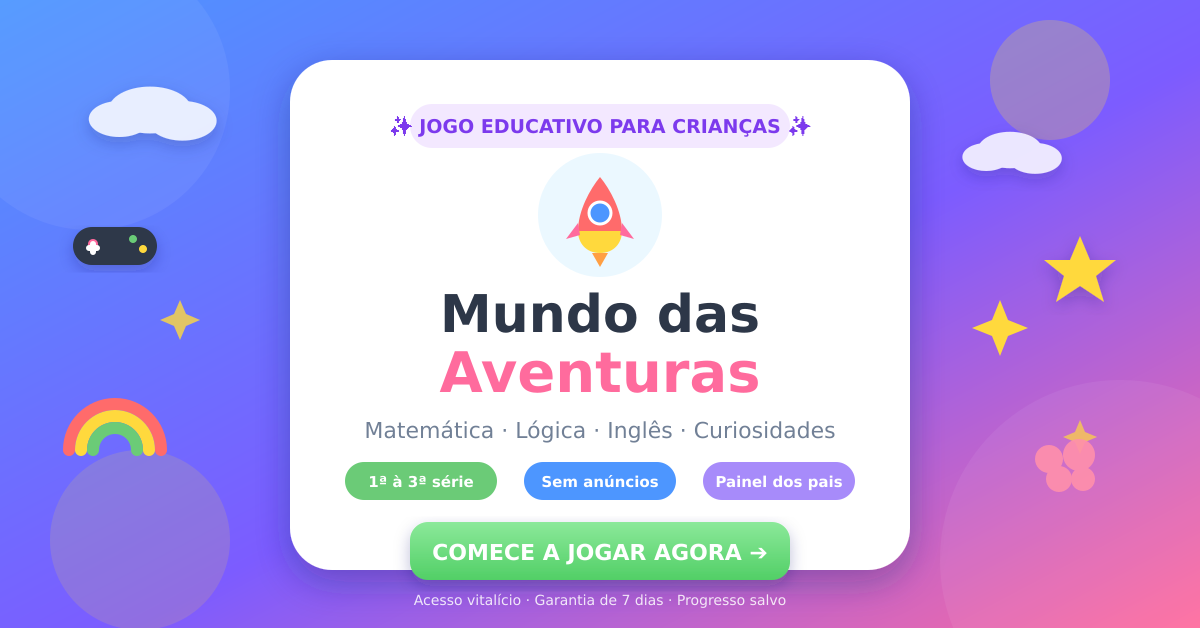 ✨ JOGO EDUCATIVO PARA CRIANÇAS ✨
Mundo das
Aventuras
Matemática · Lógica · Inglês · Curiosidades
1ª à 3ª série
Sem anúncios
Painel dos pais
COMECE A JOGAR AGORA →
Acesso vitalício · Garantia de 7 dias · Progresso salvo